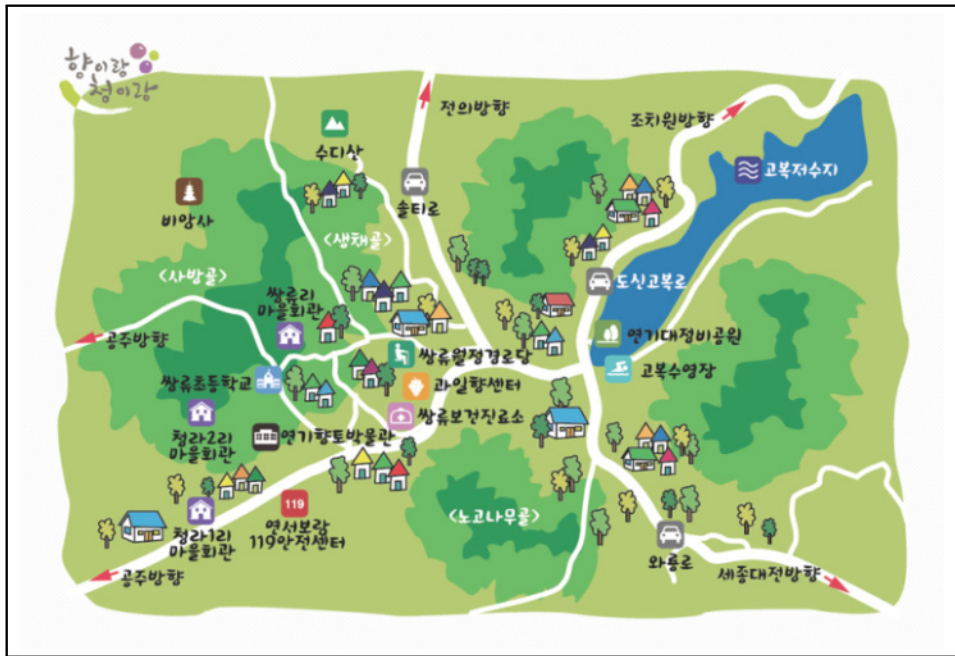 향이랑
청이랑
전의방향
조치원방향
수디산
고복저수지
솔티로
비암사
<생채골>
<사방골>
도신고복로
쌍류리
마을회관
연기대첩비공원
공주방향
쌍류월정경로당
고복수영장
쌍류초등학교
과일향센터
청라2리
마을회관
연기향토박물관
쌍류보건진료소
119
<노고나무골>
청라1리
마을회관
연서보람
119안전센터
와룡로
공주방향
세종대전방향